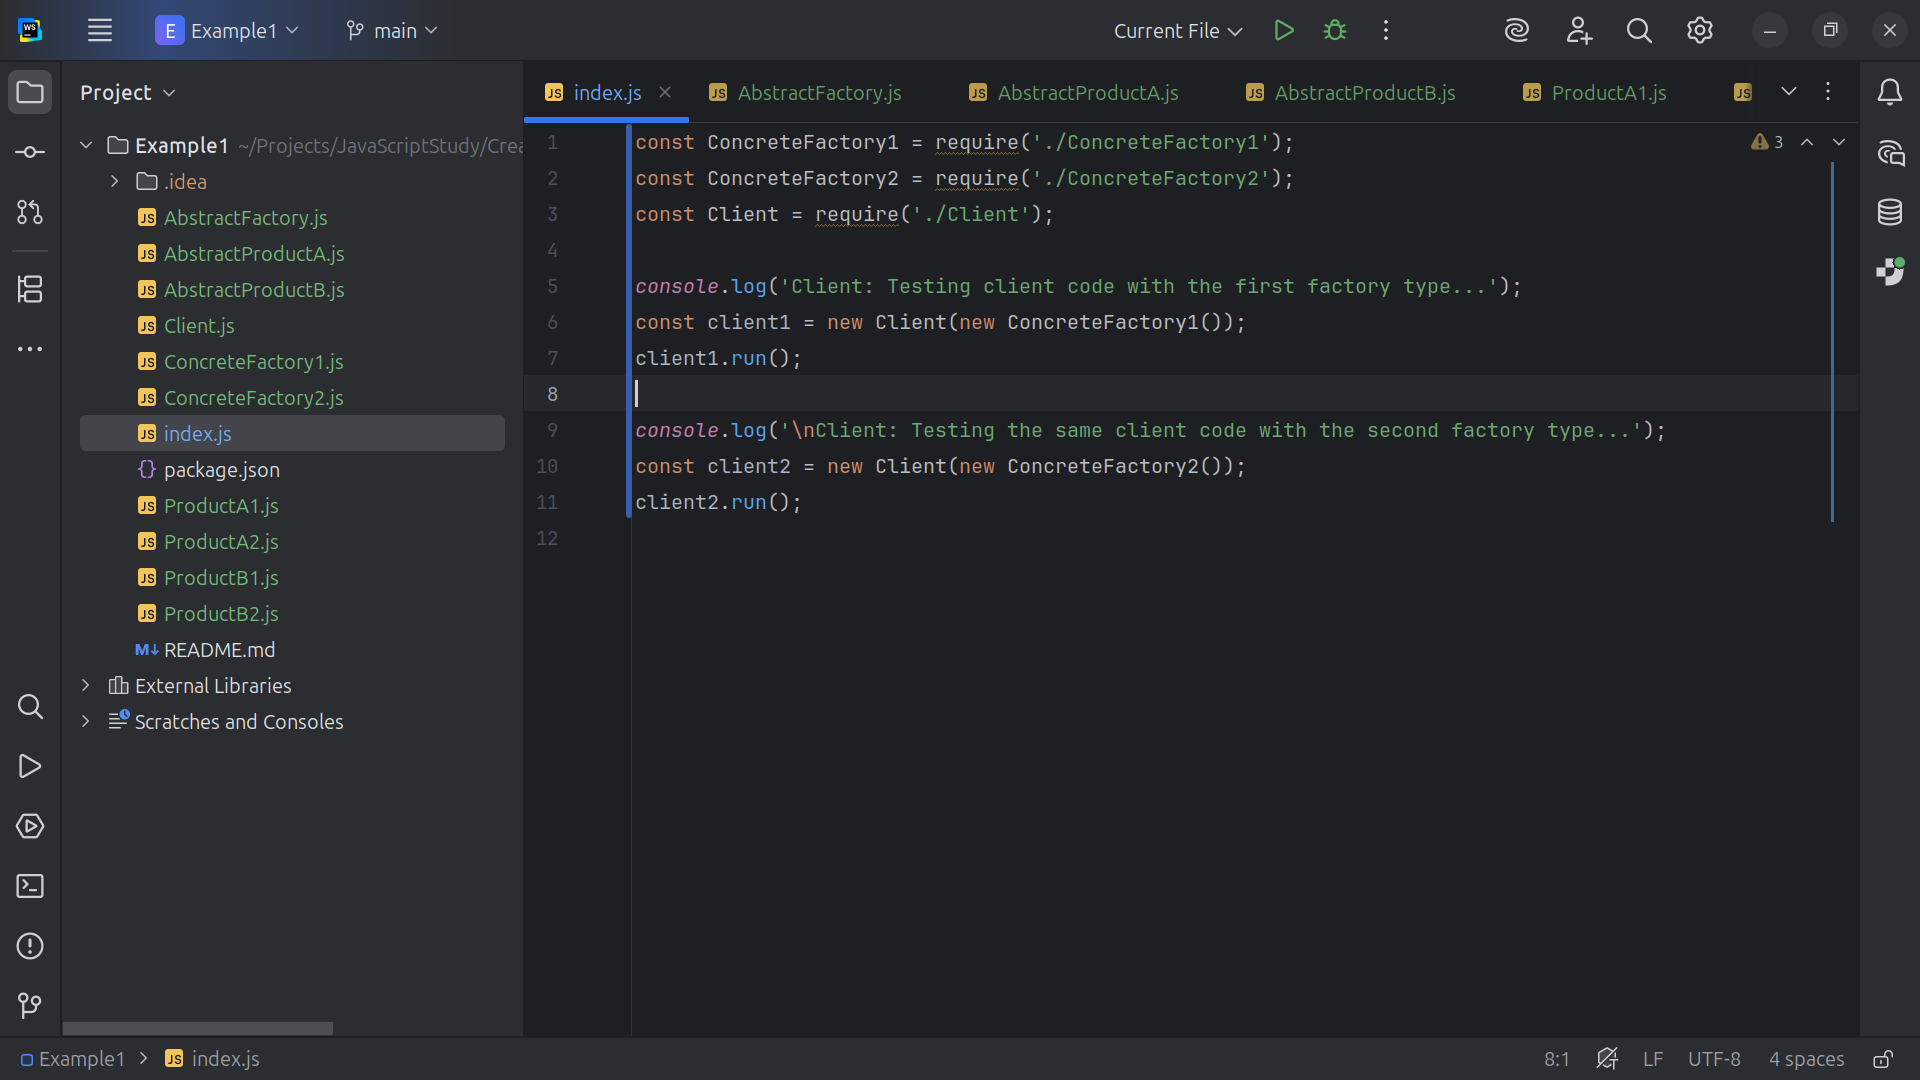 WS
E Example1
main
Current File
Project
index.js
AbstractFactory.js
AbstractProductA.js
AbstractProductB.js
ProductA1.js
Example1 ~/Projects/JavaScriptStudy/Crea
.idea
AbstractFactory.js
AbstractProductA.js
AbstractProductB.js
Client.js
ConcreteFactory1.js
ConcreteFactory2.js
index.js
package.json
ProductA1.js
ProductA2.js
ProductB1.js
ProductB2.js
README.md
External Libraries
Scratches and Consoles
3
1 const ConcreteFactory1 = require('./ConcreteFactory1');
2 const ConcreteFactory2 = require('./ConcreteFactory2');
3 const Client = require('./Client');
4
5 console.log('Client: Testing client code with the first factory type...');
6 const client1 = new Client(new ConcreteFactory1());
7 client1.run();
8
9 console.log('\nClient: Testing the same client code with the second factory type...');
10 const client2 = new Client(new ConcreteFactory2());
11 client2.run();
12
Example1 > index.js
8:1
LF
UTF-8
4 spaces